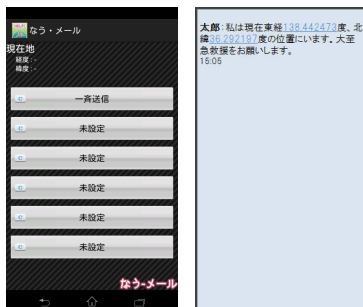 なう・メール
現在地
経度:-
緯度:-
一斉送信
未設定
未設定
未設定
未設定
未設定
なう-メール
太郎:私は現在東経138.442473度、北
緯36.292197度の位置にいます。大至
急救援をお願いします。
15:05